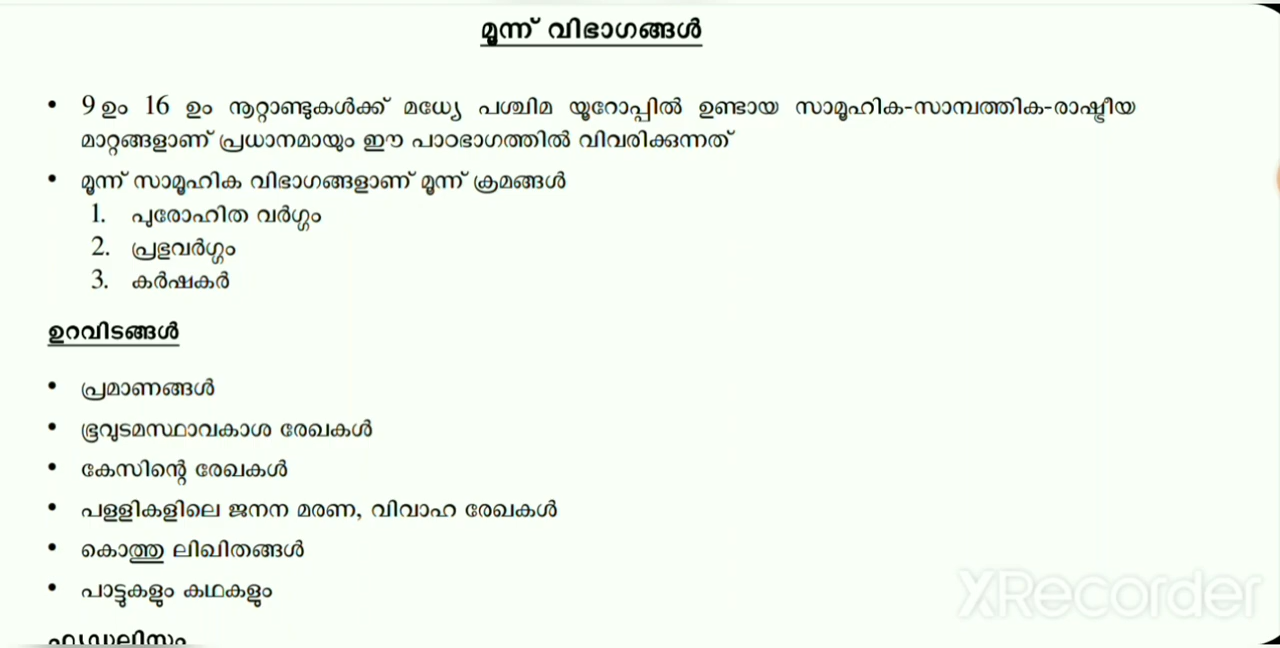 മൂന്ന് വിഭാഗങ്ങൾ
• 9 ഉം 16 ഉം നൂറ്റാണ്ടുകൾക്ക് മധ്യേ പശ്ചിമ യൂറോപ്പിൽ ഉണ്ടായ സാമൂഹിക-സാമ്പത്തിക-രാഷ്ട്രീയ
മാറ്റങ്ങളാണ് പ്രധാനമായും ഈ പാഠഭാഗത്തിൽ വിവരിക്കുന്നത്
• മൂന്ന് സാമൂഹിക വിഭാഗങ്ങളാണ് മൂന്ന് ക്രമങ്ങൾ
1. പുരോഹിത വർഗ്ഗം
2. പ്രഭുവർഗ്ഗം
3. കർഷകർ
ഉറവിടങ്ങൾ
• പ്രമാണങ്ങൾ
• ഭൂവുടമസ്ഥാവകാശ രേഖകൾ
• കേസിന്റെ രേഖകൾ
• പളളികളിലെ ജനന മരണ, വിവാഹ രേഖകൾ
• കൊത്തു ലിഖിതങ്ങൾ
• പാട്ടുകളും കഥകളും
XRecorder